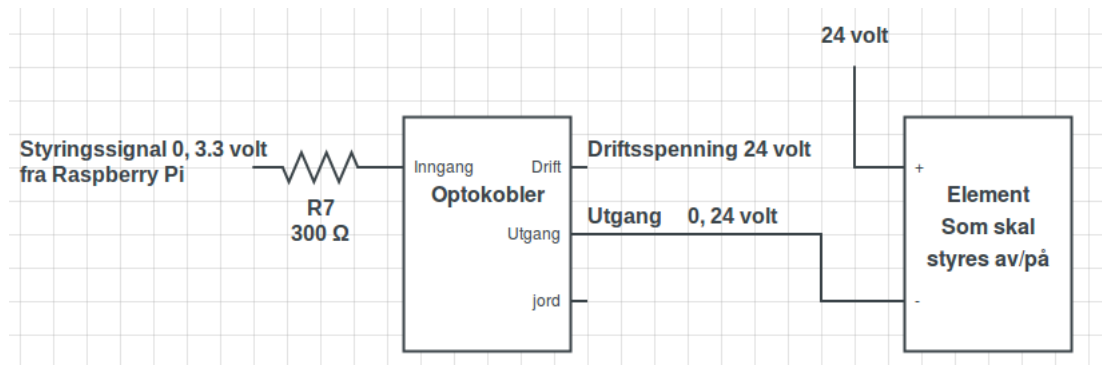 24 volt
Styringssignal 0, 3.3 volt
fra Raspberry Pi
R7
300 Ω
Inngang
Drift
Optokobler
Utgang
jord
Driftsspenning 24 volt
Utgang 0, 24 volt
+
Element
Som skal
styres av/på
-